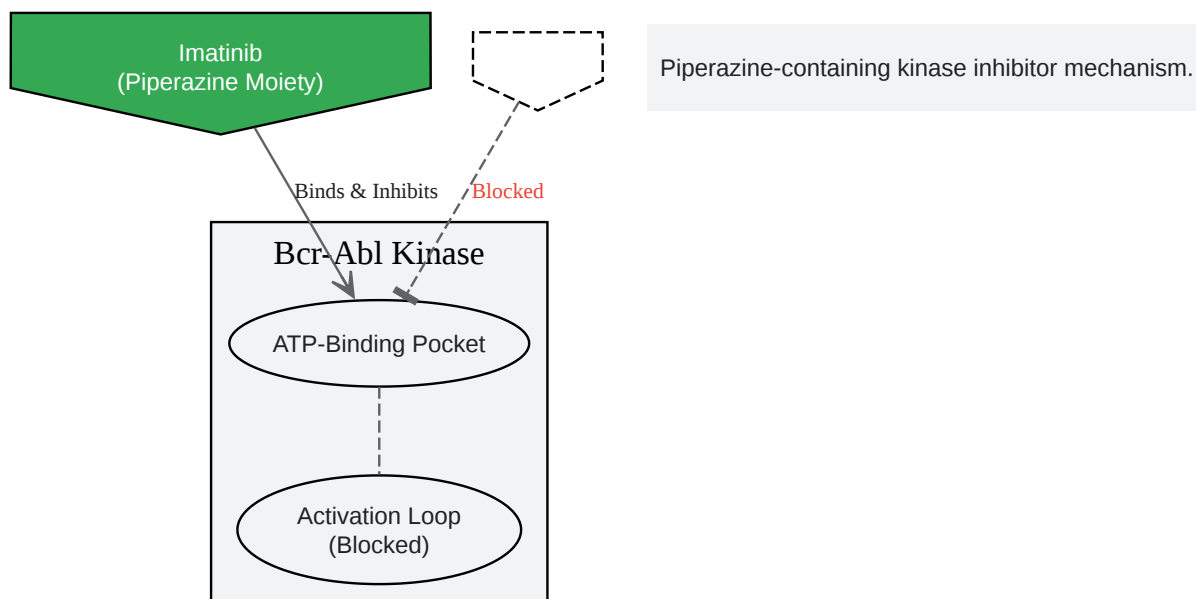 Imatinib
(Piperazine Moiety)
Piperazine-containing kinase inhibitor mechanism.
Binds & Inhibits
Blocked
Bcr-Abl Kinase
ATP-Binding Pocket
Activation Loop
(Blocked)